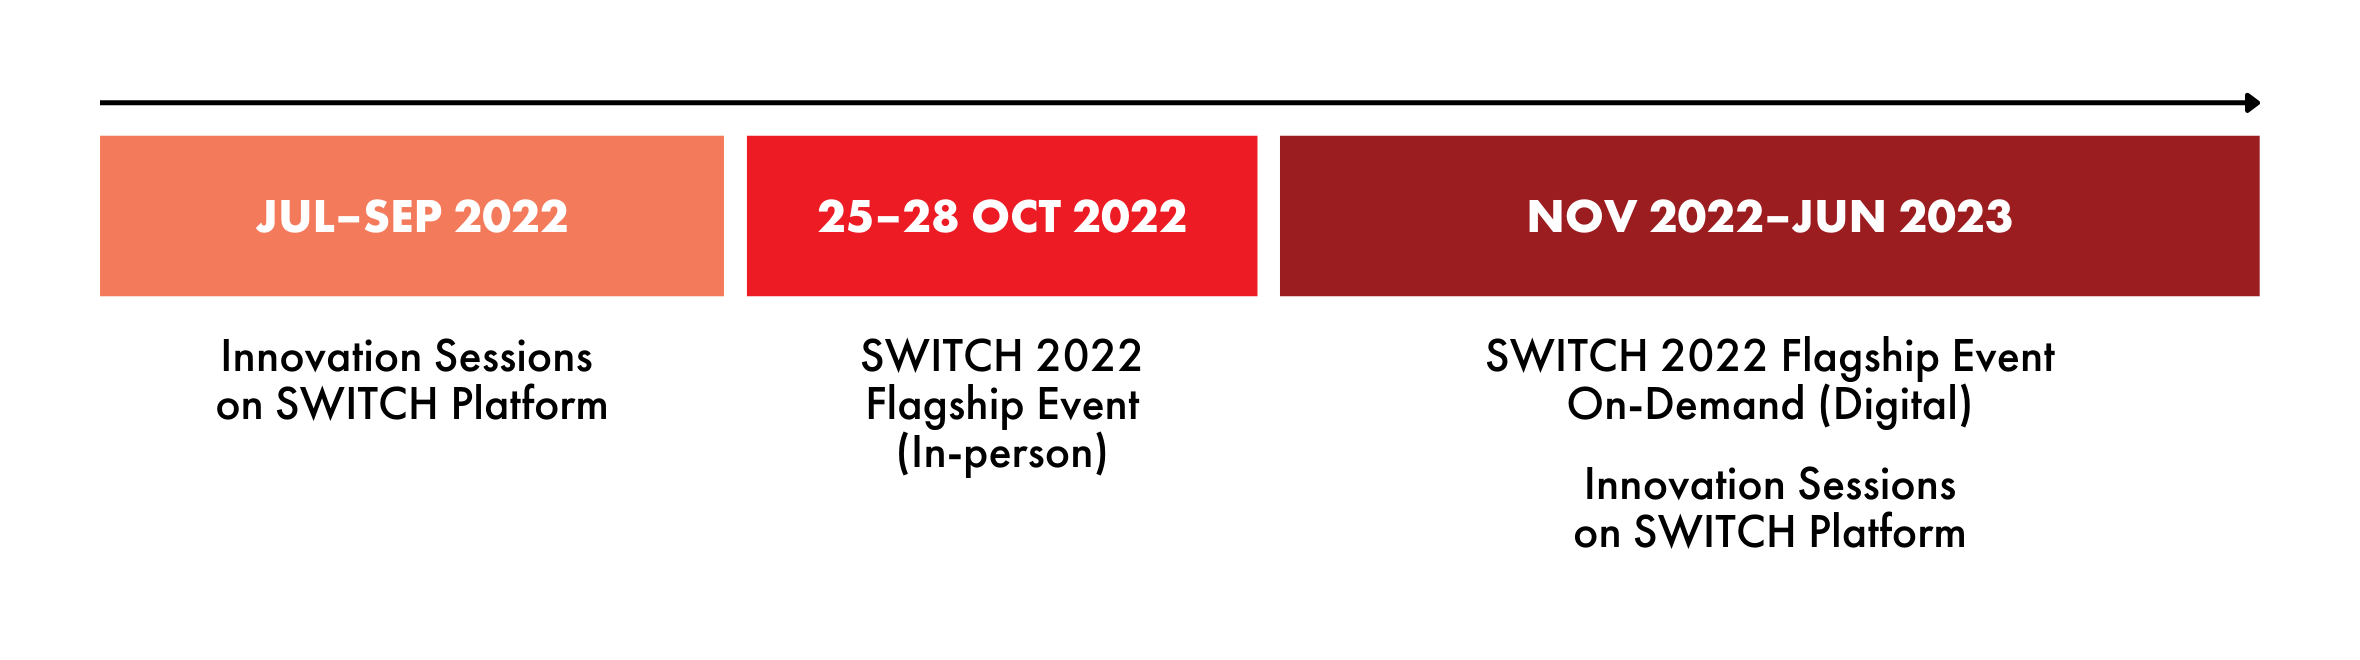 JUL–SEP 2022
Innovation Sessions
on SWITCH Platform
25–28 OCT 2022
SWITCH 2022
Flagship Event
(In-person)
NOV 2022–JUN 2023
SWITCH 2022 Flagship Event
On-Demand (Digital)
Innovation Sessions
on SWITCH Platform